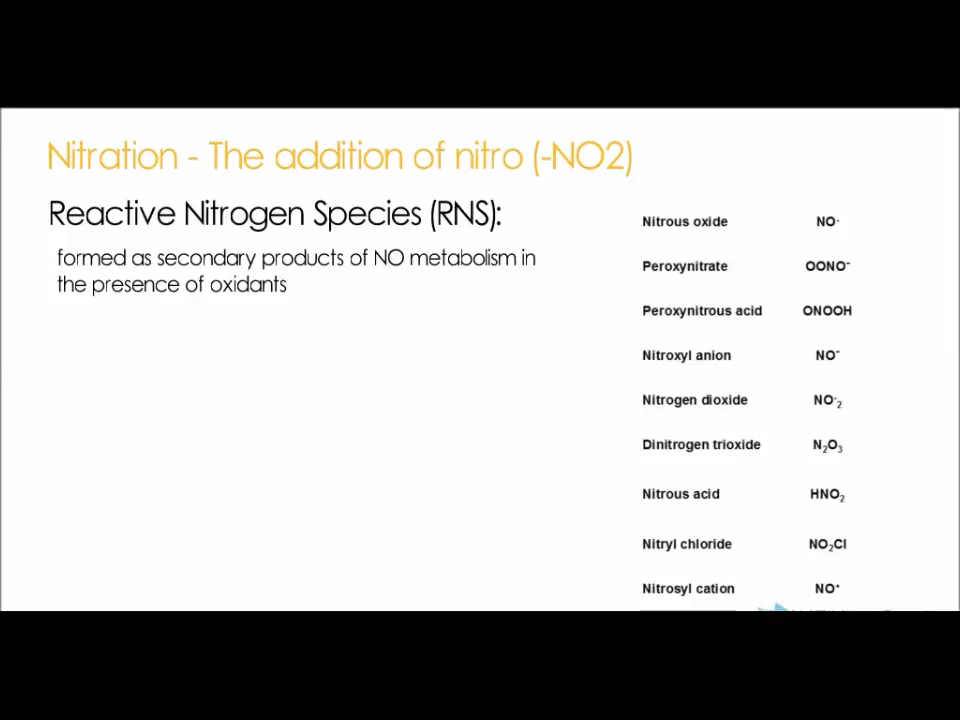 Nitration - The addition of nitro (-NO2)
Reactive Nitrogen Species (RNS):
formed as secondary products of NO metabolism in
the presence of oxidants
Nitrous oxide NO·
Peroxynitrate OONO⁻
Peroxynitrous acid ONOOH
Nitroxyl anion NO⁻
Nitrogen dioxide NO·₂
Dinitrogen trioxide N₂O₃
Nitrous acid HNO₂
Nitryl chloride NO₂Cl
Nitrosyl cation NO⁺